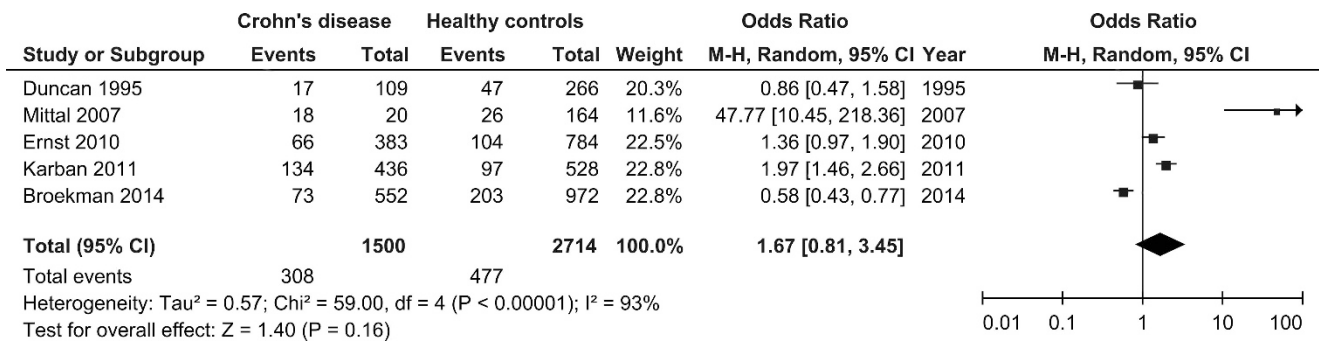 Crohn's disease Healthy controls Odds Ratio Odds Ratio
Study or Subgroup Events Total Events Total Weight M-H, Random, 95% CI Year M-H, Random, 95% CI
Duncan 1995 17 109 47 266 20.3% 0.86 [0.47, 1.58] 1995
Mittal 2007 18 20 26 164 11.6% 47.77 [10.45, 218.36] 2007
Ernst 2010 66 383 104 784 22.5% 1.36 [0.97, 1.90] 2010
Karban 2011 134 436 97 528 22.8% 1.97 [1.46, 2.66] 2011
Broekman 2014 73 552 203 972 22.8% 0.58 [0.43, 0.77] 2014
Total (95% CI) 1500 2714 100.0% 1.67 [0.81, 3.45]
Total events 308 477
Heterogeneity: Tau² = 0.57; Chi² = 59.00, df = 4 (P < 0.00001); I² = 93%
Test for overall effect: Z = 1.40 (P = 0.16)
0.01 0.1 1 10 100